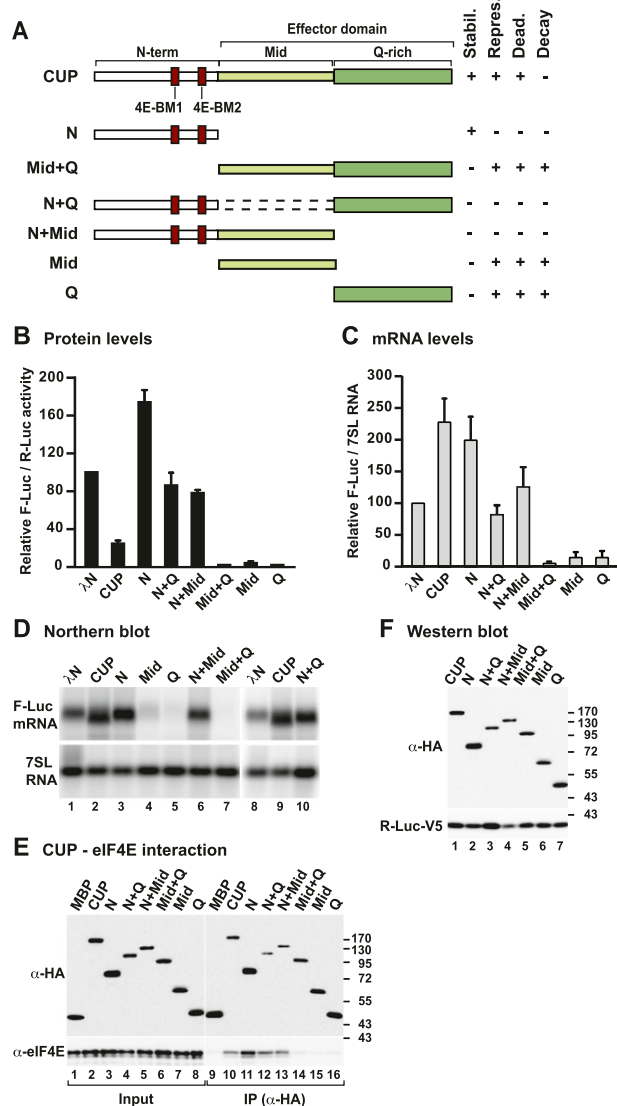 A
Effector domain
N-term Mid Q-rich
Stabil. Repres. Dead. Decay
CUP + + + -
4E-BM1 4E-BM2
N + - - -
Mid+Q - + + +
N+Q - - - -
N+Mid - - - -
Mid - + + +
Q - + + +
B Protein levels
Relative F-Luc / R-Luc activity
200
160
120
80
40
0
λN CUP N N+Q N+Mid Mid+Q Mid Q
C mRNA levels
Relative F-Luc / 7SL RNA
300
250
200
150
100
50
0
λN CUP N N+Q N+Mid Mid+Q Mid Q
D Northern blot
λN CUP N Mid Q N+Mid Mid+Q λN CUP N+Q
F-Luc
mRNA
7SL
RNA
1 2 3 4 5 6 7 8 9 10
F Western blot
CUP N N+Q N+Mid Mid+Q Mid Q
α-HA
170
130
95
72
55
43
43
R-Luc-V5
1 2 3 4 5 6 7
E CUP - eIF4E interaction
MBP CUP N N+Q N+Mid Mid+Q Mid Q MBP CUP N N+Q N+Mid Mid+Q Mid Q
α-HA
170
130
95
72
55
43
43
α-eIF4E
1 2 3 4 5 6 7 8 9 10 11 12 13 14 15 16
Input IP (α-HA)